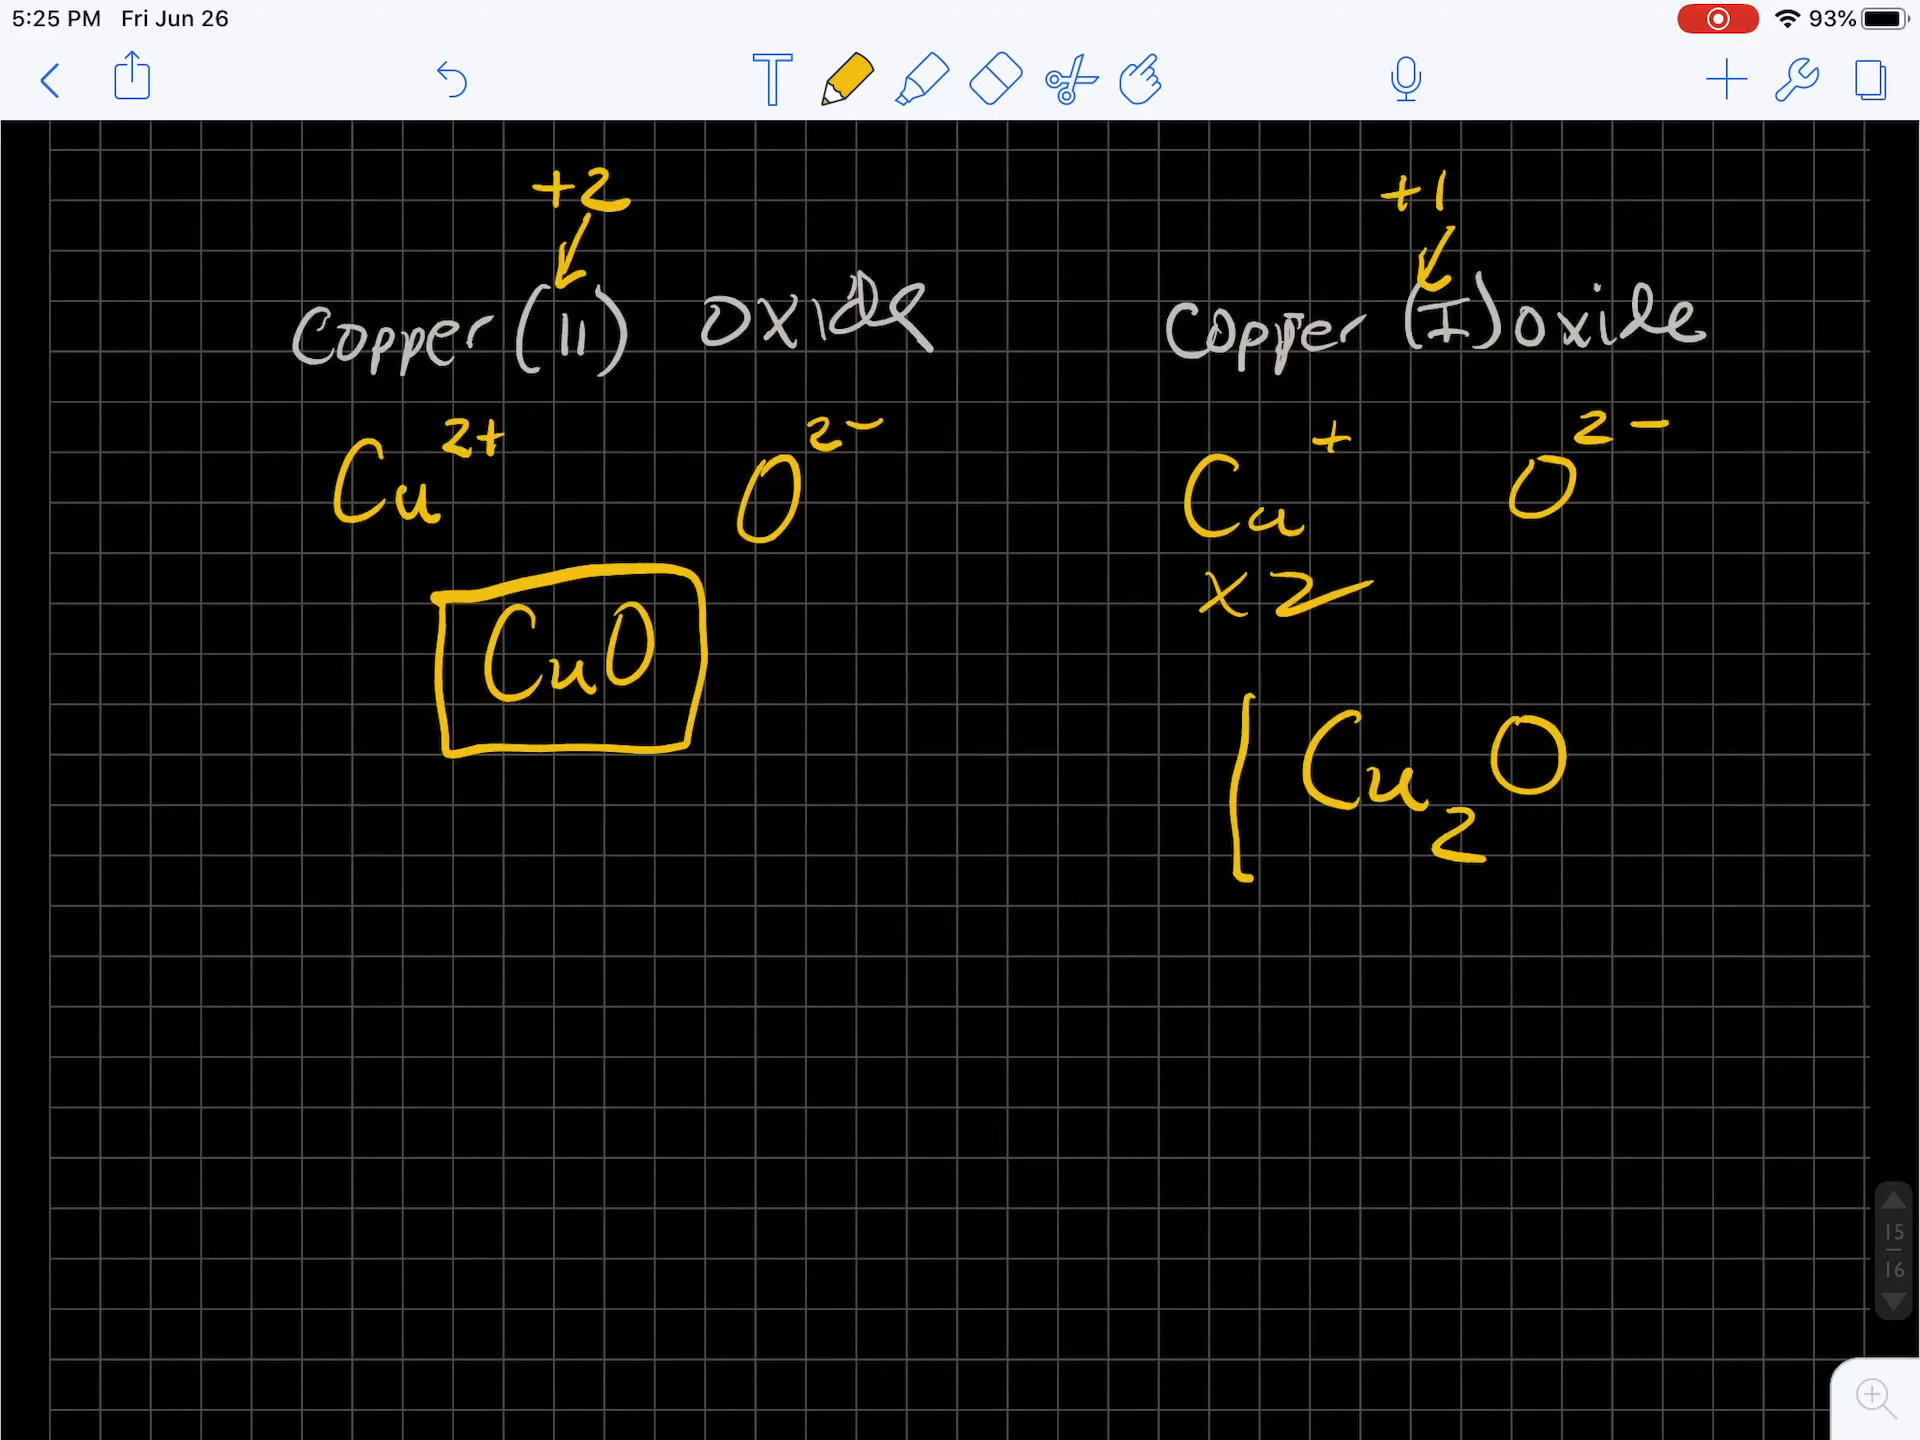 5:25 PM Fri Jun 26 93%
T
+2 +1
Copper (II) oxide Copper (I) oxide
Cu²⁺ O²⁻ Cu⁺ O²⁻
x2
CuO
Cu₂O
15
16